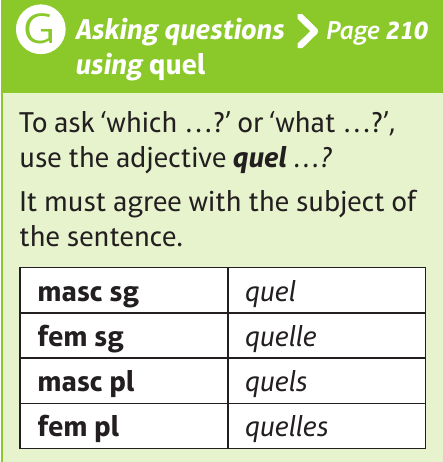 G Asking questions > Page 210
using quel
To ask ‘which ...?’ or ‘what ...?’,
use the adjective quel ...?
It must agree with the subject of
the sentence.
masc sg quel
fem sg quelle
masc pl quels
fem pl quelles